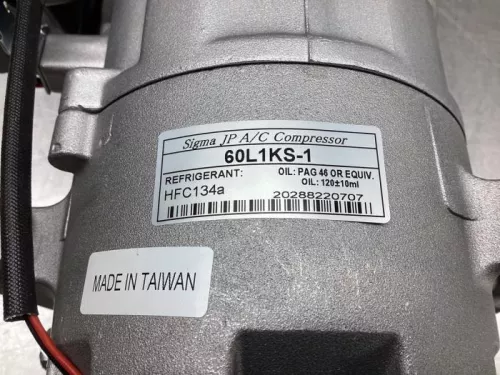 Sigma JP A/C Compressor
60L1KS-1
REFRIGERANT: OIL: PAG 46 OR EQUIV.
HFC134a OIL: 120±10ml
20288220707
MADE IN TAIWAN